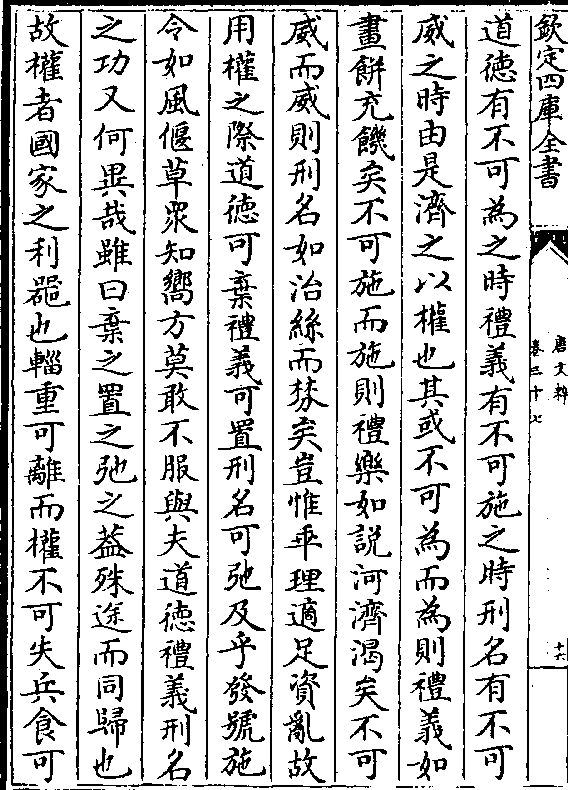 欽定四庫全書
唐文粹
卷三十七
十六
道徳有不可為之時禮義有不可施之時刑名有不可
威之時由是濟之以權也其或不可為而為則禮義如
畫餅充饑矣不可施而施則禮樂如説河濟渴矣不可
威而威則刑名如治絲而棼矣豈惟乖理適足資亂故
用權之際道徳可棄禮義可置刑名可弛及乎發號施
令如風偃草衆知嚮方莫敢不服與夫道徳禮義刑名
之功又何異哉雖曰棄之置之弛之葢殊途而同歸也
故權者國家之利器也輜重可離而權不可失兵食可